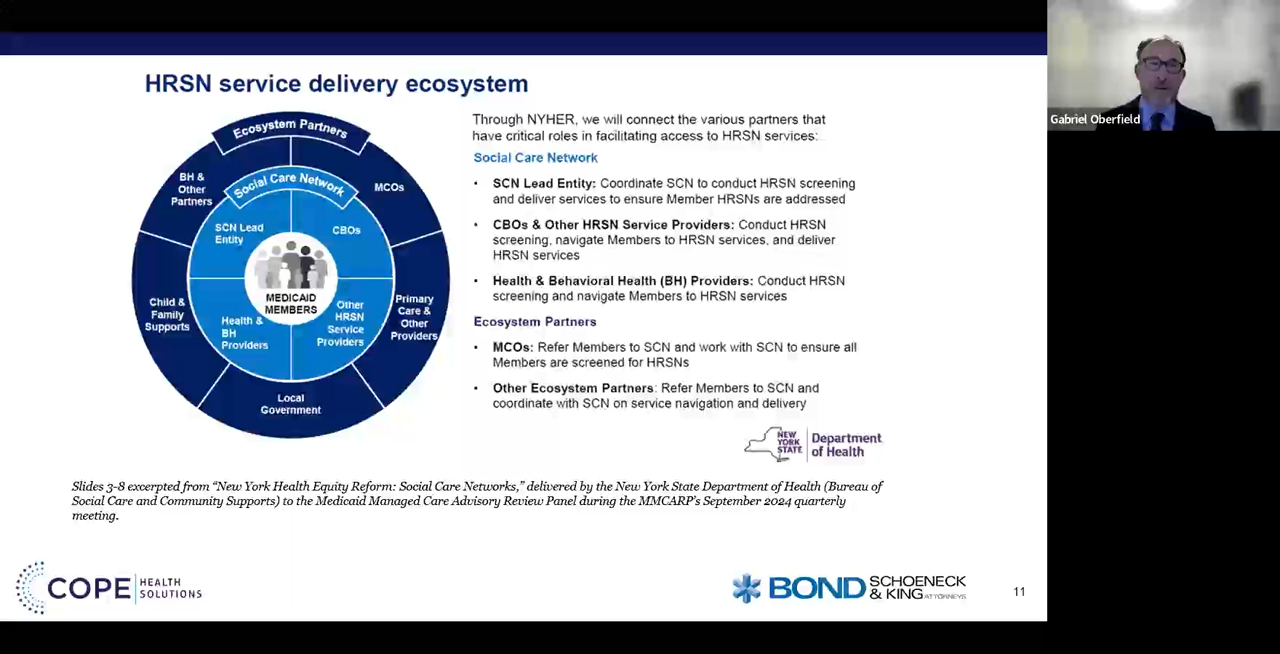 HRSN service delivery ecosystem
Ecosystem Partners
BH &
Other
Partners
MCOs
Social Care Network
SCN Lead
Entity
CBOs
MEDICAID
MEMBERS
Child &
Family
Supports
Health &
BH
Providers
Other
HRSN
Service
Providers
Primary
Care &
Other
Providers
Local
Government
Through NYHER, we will connect the various partners that
have critical roles in facilitating access to HRSN services:
Social Care Network
• SCN Lead Entity: Coordinate SCN to conduct HRSN screening
and deliver services to ensure Member HRSNs are addressed
• CBOs & Other HRSN Service Providers: Conduct HRSN
screening, navigate Members to HRSN services, and deliver
HRSN services
• Health & Behavioral Health (BH) Providers: Conduct HRSN
screening and navigate Members to HRSN services
Ecosystem Partners
• MCOs: Refer Members to SCN and work with SCN to ensure all
Members are screened for HRSNs
• Other Ecosystem Partners: Refer Members to SCN and
coordinate with SCN on service navigation and delivery
NEW
YORK
STATE
Department
of Health
Slides 3-8 excerpted from “New York Health Equity Reform: Social Care Networks,” delivered by the New York State Department of Health (Bureau of
Social Care and Community Supports) to the Medicaid Managed Care Advisory Review Panel during the MMCARP’s September 2024 quarterly
meeting.
COPE HEALTH
SOLUTIONS
BOND SCHOENECK
& KING ATTORNEYS
11
Gabriel Oberfield